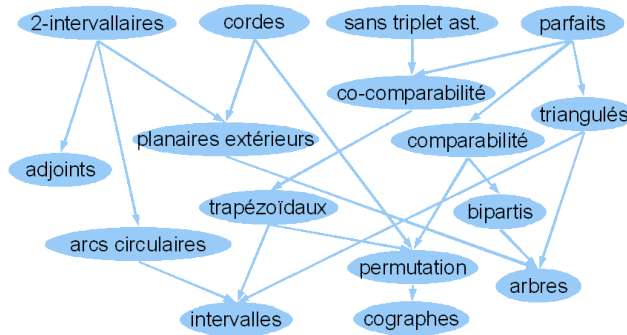 2-intervallaires
cordes
sans triplet ast.
parfaits
co-comparabilité
triangulés
planaires extérieurs
comparabilité
adjoints
trapézoïdaux
bipartis
arcs circulaires
permutation
arbres
intervalles
cographes